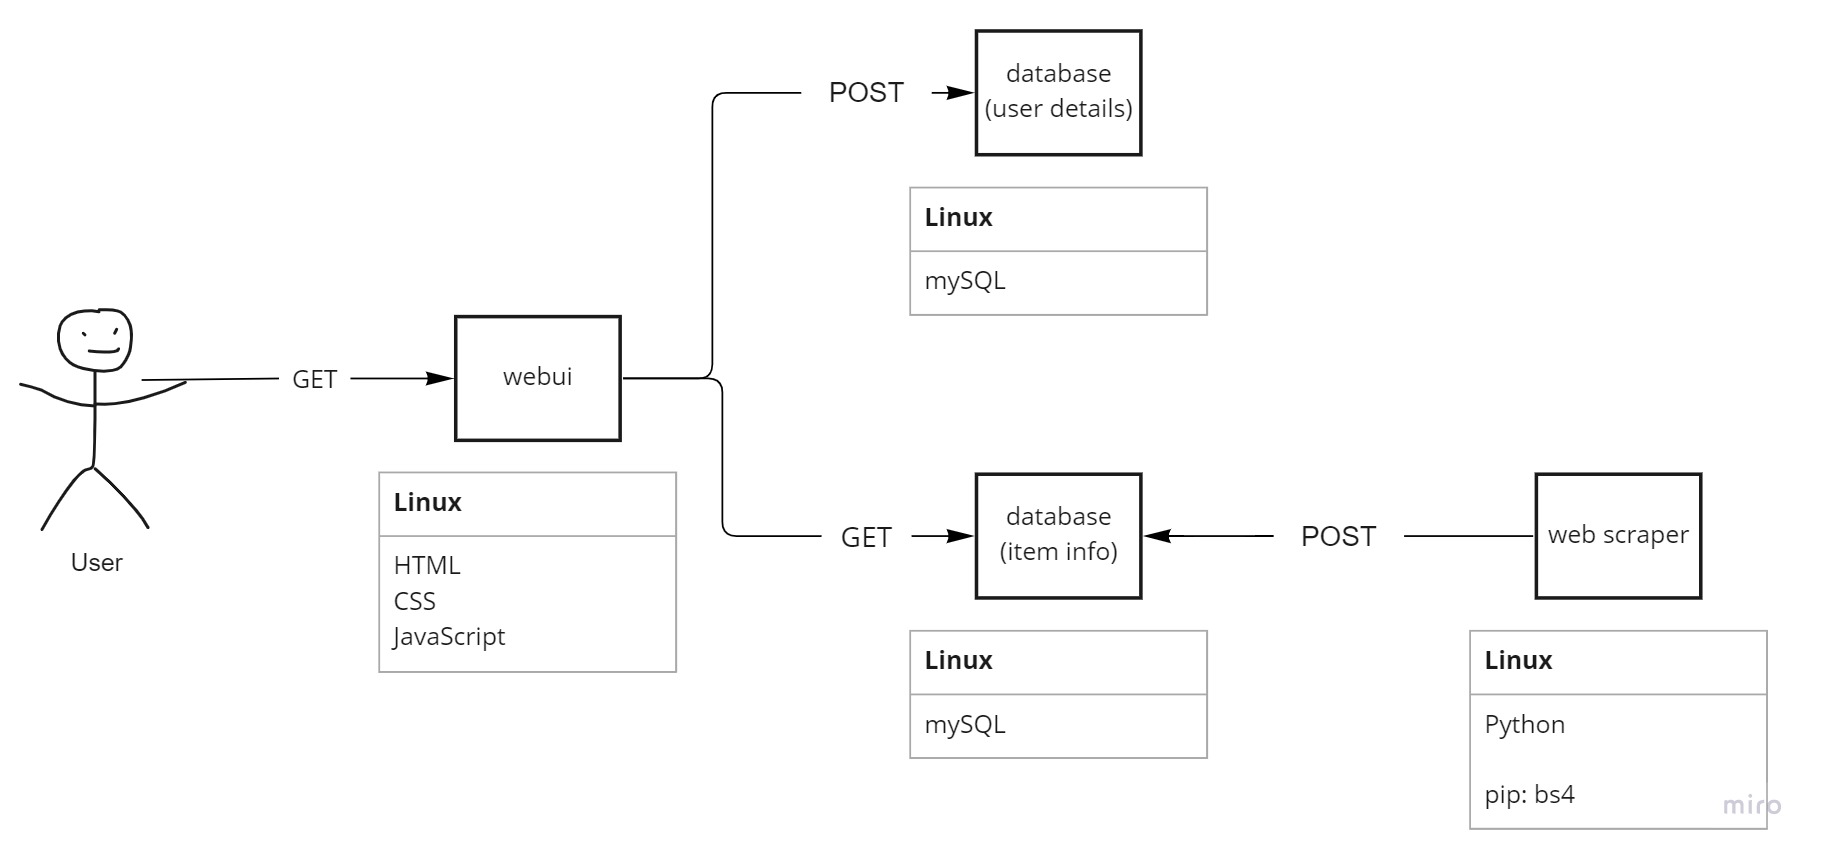 database
(user details)
POST
Linux
mySQL
User
GET
webui
Linux
HTML
CSS
JavaScript
GET
database
(item info)
POST
web scraper
Linux
mySQL
Linux
Python
pip: bs4
miro